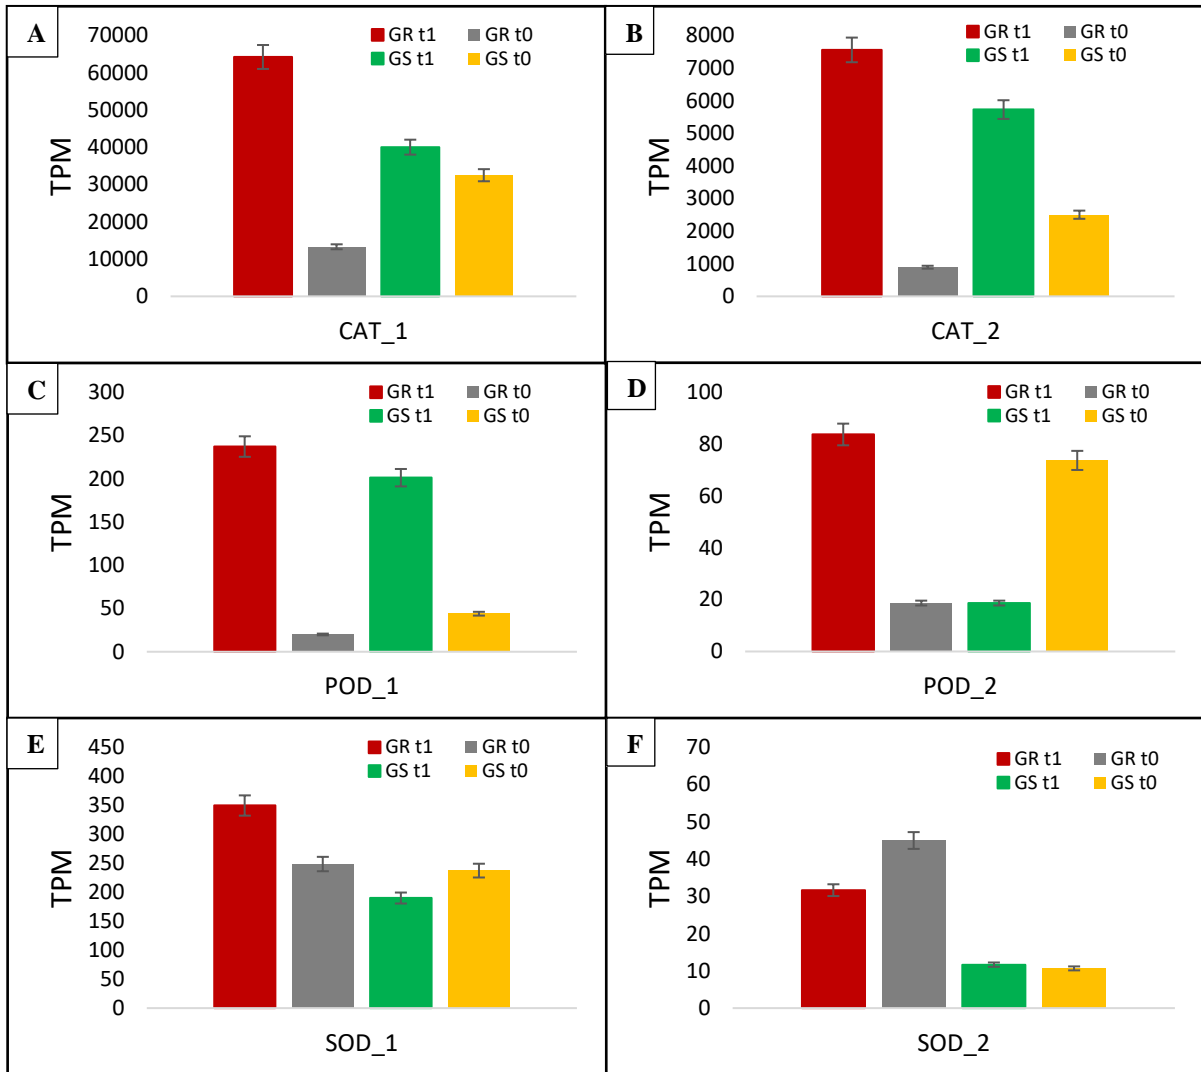 A
70000
60000
50000
40000
30000
20000
10000
0
TPM
GR t1 GR t0
GS t1 GS t0
CAT_1
B
8000
7000
6000
5000
4000
3000
2000
1000
0
TPM
GR t1 GR t0
GS t1 GS t0
CAT_2
C
300
250
200
150
100
50
0
TPM
GR t1 GR t0
GS t1 GS t0
POD_1
D
100
80
60
40
20
0
TPM
GR t1 GR t0
GS t1 GS t0
POD_2
E
450
400
350
300
250
200
150
100
50
0
TPM
GR t1 GR t0
GS t1 GS t0
SOD_1
F
70
60
50
40
30
20
10
0
TPM
GR t1 GR t0
GS t1 GS t0
SOD_2